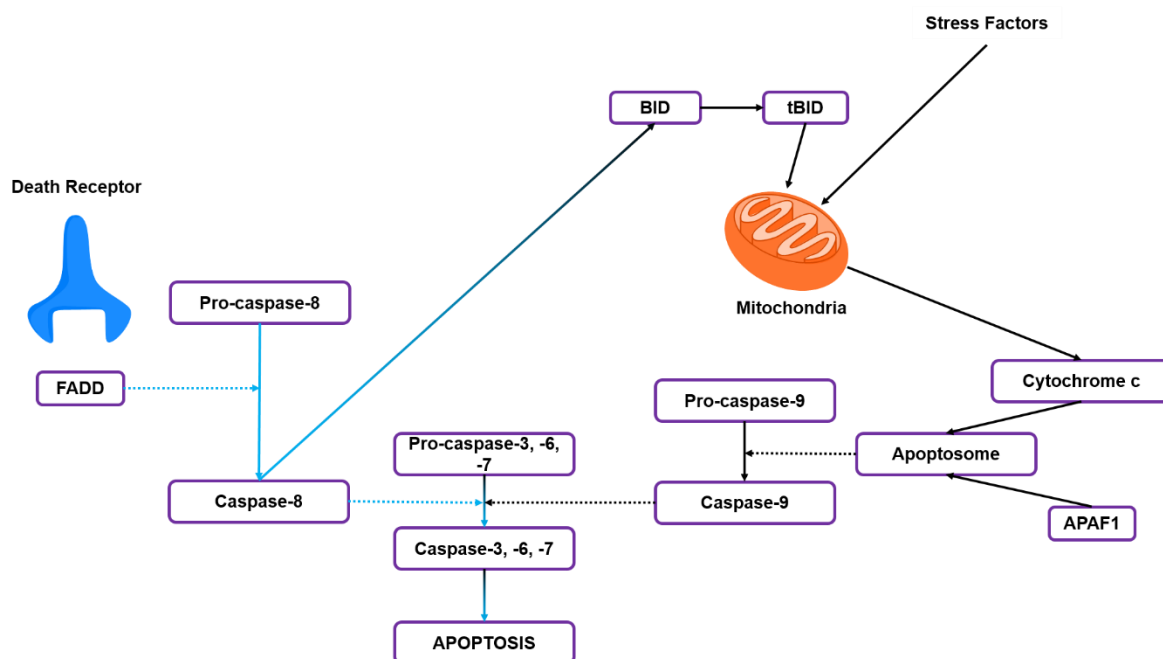 Stress Factors
BID
tBID
Death Receptor
Pro-caspase-8
Mitochondria
FADD
Cytochrome c
Pro-caspase-9
Pro-caspase-3, -6,
-7
Apoptosome
Caspase-8
Caspase-9
APAF1
Caspase-3, -6, -7
APOPTOSIS